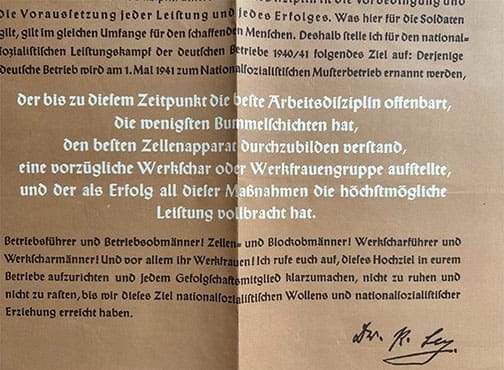 die Voraussetzung jeder Leistung und jedes Erfolges. Was hier für die Soldaten
gilt, gilt im gleichen Umfange für den schaffenden Menschen. Deshalb stelle ich für den national-
sozialistischen Leistungskampf der deutschen Betriebe 1940/41 folgendes Ziel auf: Derjenige
deutsche Betrieb wird am 1. Mai 1941 zum Nationalsozialistischen Musterbetrieb ernannt werden,
der bis zu diesem Zeitpunkt die beste Arbeitsdisziplin offenbart,
die wenigsten Bummelschichten hat,
den besten Zellenapparat durchzubilden verstand,
eine vorzügliche Werkschar oder Werkfrauengruppe aufstellte,
und der als Erfolg all dieser Maßnahmen die höchstmögliche
Leistung vollbracht hat.
Betriebsführer und Betriebsobmänner! Zellen- und Blockobmänner! Werkscharführer und
Werkscharmänner! Und vor allem ihr Werkfrauen! Ich rufe euch auf, dieses Hochziel in eurem
Betriebe aufzurichten und jedem Gefolgschaftsmitglied klarzumachen, nicht zu ruhen und
nicht zu rasten, bis wir dieses Ziel nationalsozialistischen Wollens und nationalsozialistischer
Erziehung erreicht haben.
Dr. R. Ley.